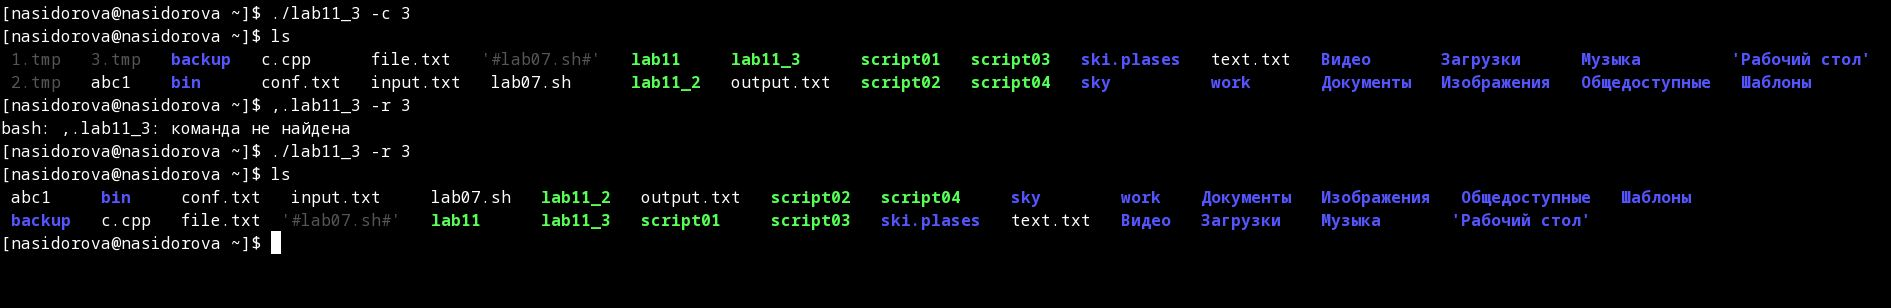 [nasidorova@nasidorova ~]$ ./lab11_3 -c 3
[nasidorova@nasidorova ~]$ ls
1.tmp 3.tmp backup c.cpp file.txt '#lab07.sh#' lab11 lab11_3 script01 script03 ski.plases text.txt Видео Загрузки Музыка 'Рабочий стол'
2.tmp abc1 bin conf.txt input.txt lab07.sh lab11_2 output.txt script02 script04 sky work Документы Изображения Общедоступные Шаблоны
[nasidorova@nasidorova ~]$ ,.lab11_3 -r 3
bash: ,.lab11_3: команда не найдена
[nasidorova@nasidorova ~]$ ./lab11_3 -r 3
[nasidorova@nasidorova ~]$ ls
abc1 bin conf.txt input.txt lab07.sh lab11_2 output.txt script02 script04 sky work Документы Изображения Общедоступные Шаблоны
backup c.cpp file.txt '#lab07.sh#' lab11 lab11_3 script01 script03 ski.plases text.txt Видео Загрузки Музыка 'Рабочий стол'
[nasidorova@nasidorova ~]$